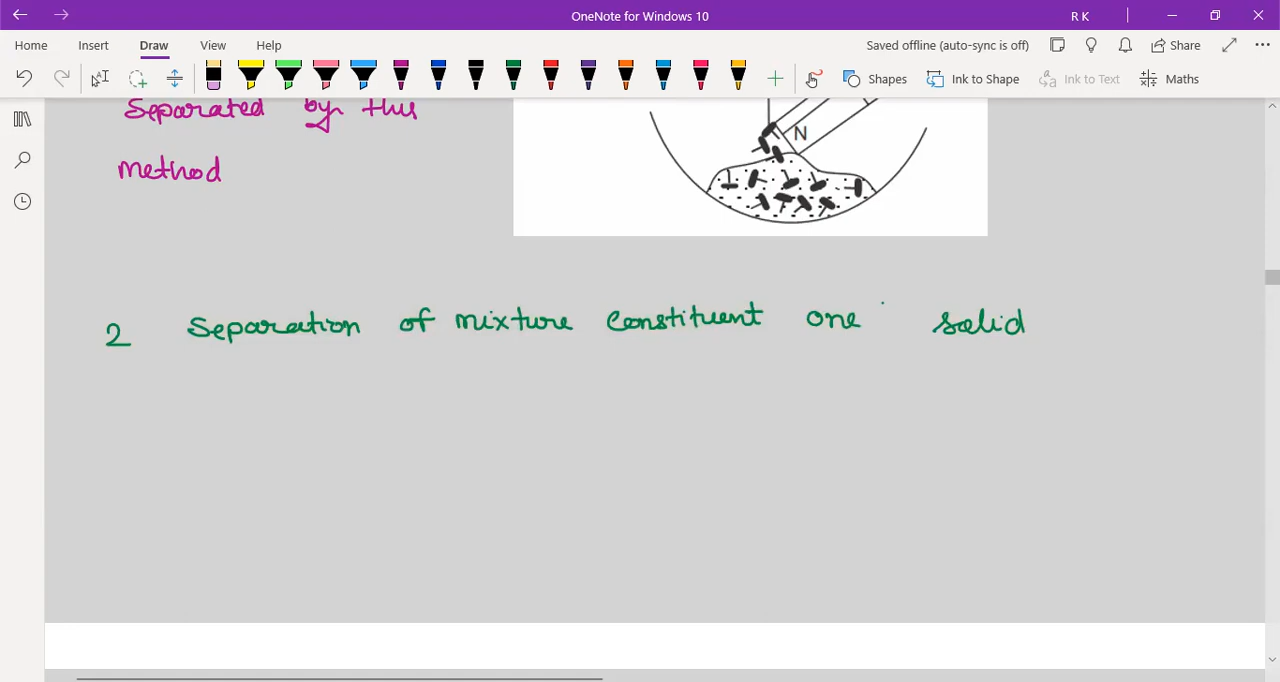 OneNote for Windows 10
R K
Home Insert Draw View Help
Saved offline (auto-sync is off) Share
Shapes Ink to Shape Ink to Text Maths
Separated by this
Method
N
2 Separation of mixture constituent one solid